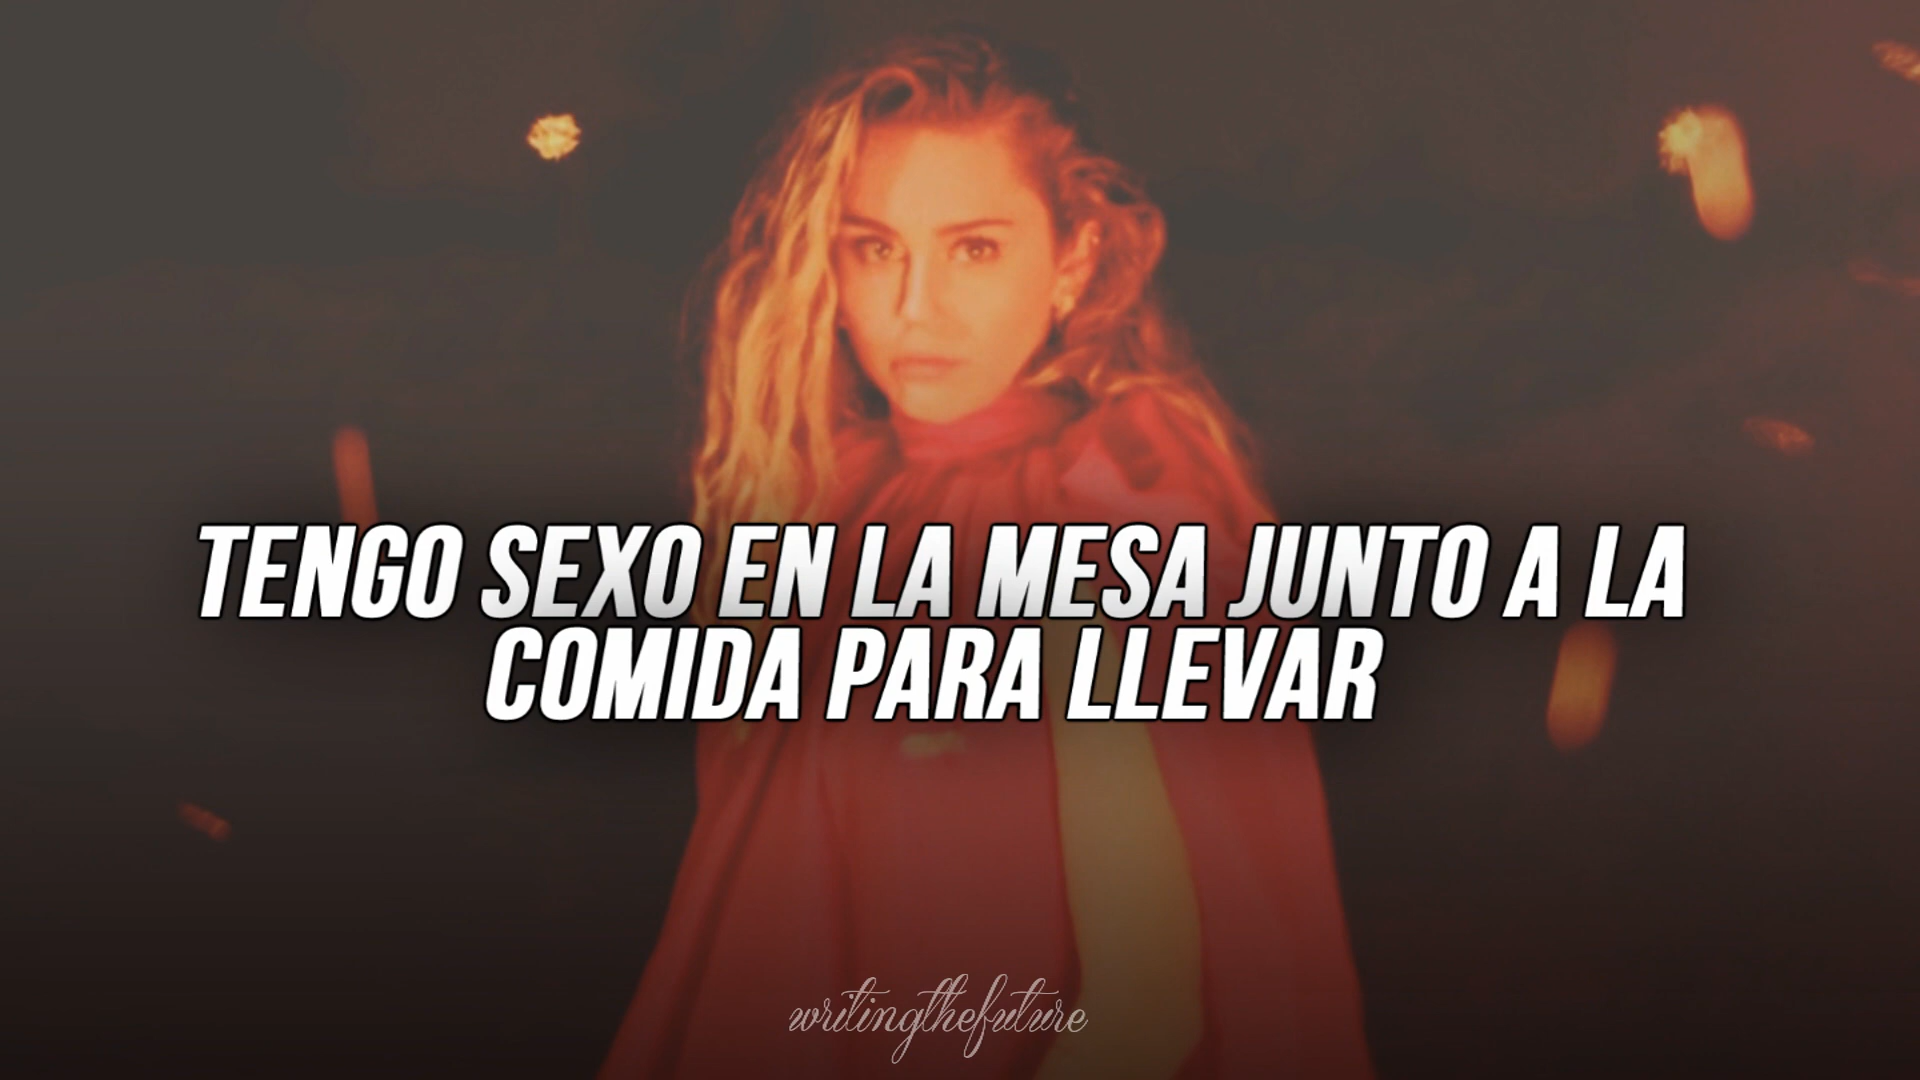 TENGO SEXO EN LA MESA JUNTO A LA
COMIDA PARA LLEVAR
writingthefuture